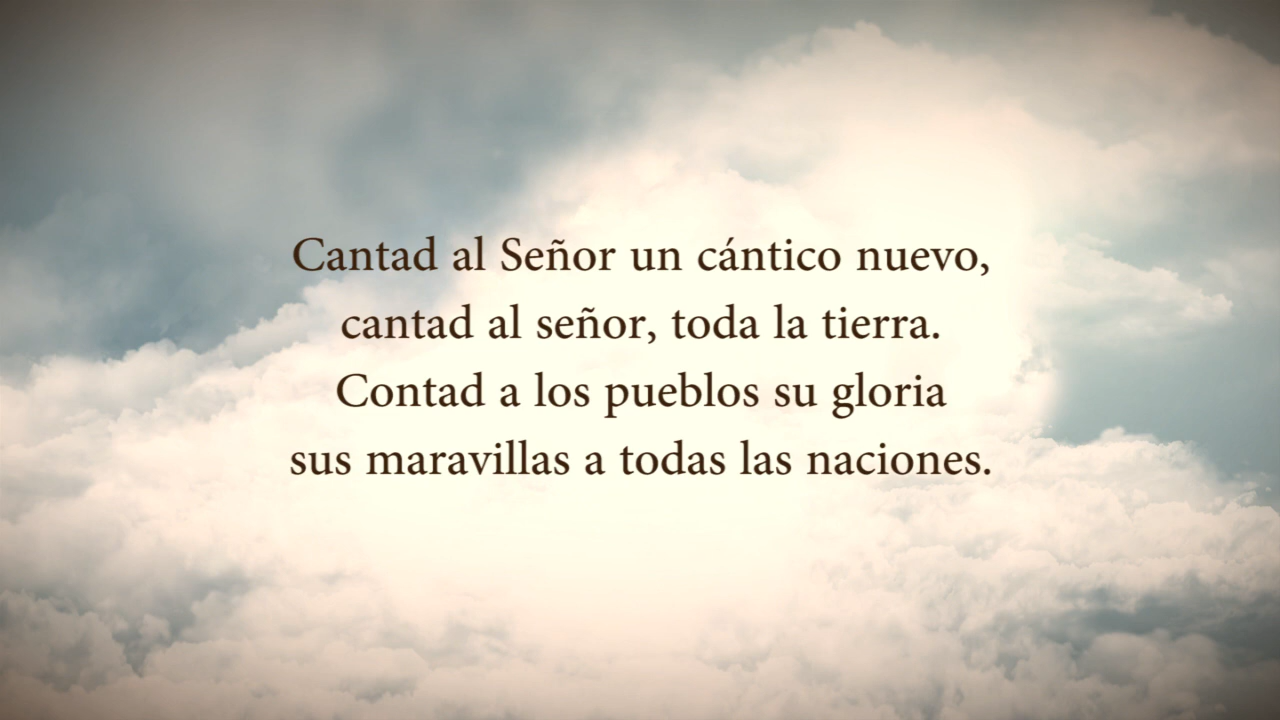 Cantad al Señor un cántico nuevo,
cantad al señor, toda la tierra.
Contad a los pueblos su gloria
sus maravillas a todas las naciones.